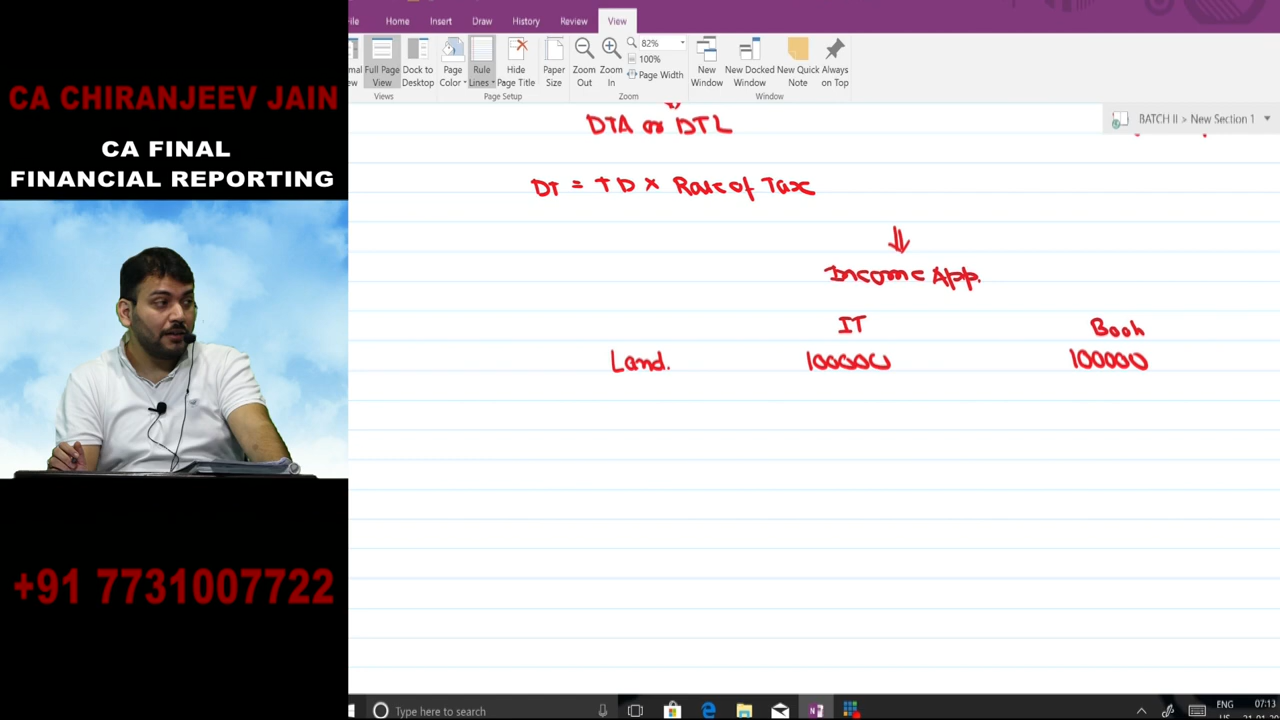 CA CHIRANJEEV JAIN
CA FINAL
FINANCIAL REPORTING
+91 7731007722
File Home Insert Draw History Review View
Full Page View
Dock to Desktop
Page Color
Rule Lines
Hide Page Title
Paper Size
Zoom Out
Zoom In
82%
100%
Page Width
New Window
New Docked Window
New Quick Note
Always on Top
Views Page Setup Zoom Window
BATCH II > New Section 1
DTA or DTL
DT = TD x Rate of Tax
Income App.
IT Book
Land. 100000 100000
Type here to search
ENG 07:13
US